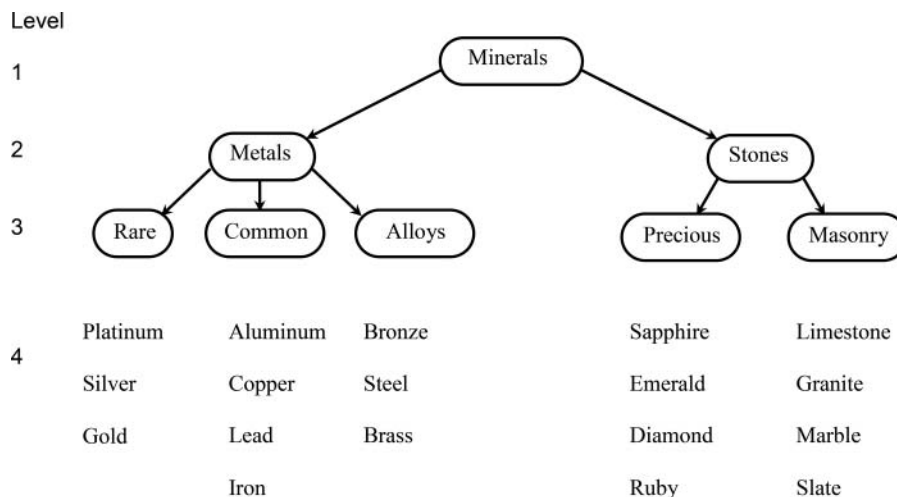 Level
1
Minerals
2
Metals
Stones
3
Rare
Common
Alloys
Precious
Masonry
4
Platinum Aluminum Bronze Sapphire Limestone
Silver Copper Steel Emerald Granite
Gold Lead Brass Diamond Marble
Iron Ruby Slate